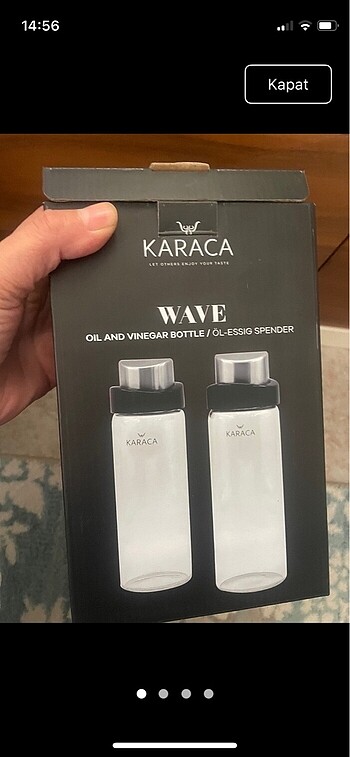 14:56
Kapat
KARACA
LET OTHERS ENJOY YOUR TASTE
WAVE
OIL AND VINEGAR BOTTLE / ÖL-ESSIG SPENDER
KARACA
KARACA